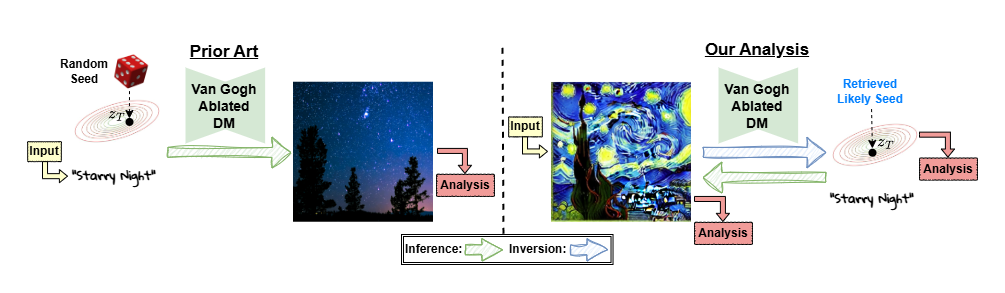 Prior Art
Random
Seed
z_T
Van Gogh
Ablated
DM
Input
"Starry Night"
Analysis
Our Analysis
Input
Van Gogh
Ablated
DM
Retrieved
Likely Seed
z_T
Analysis
"Starry Night"
Analysis
Inference:
Inversion: